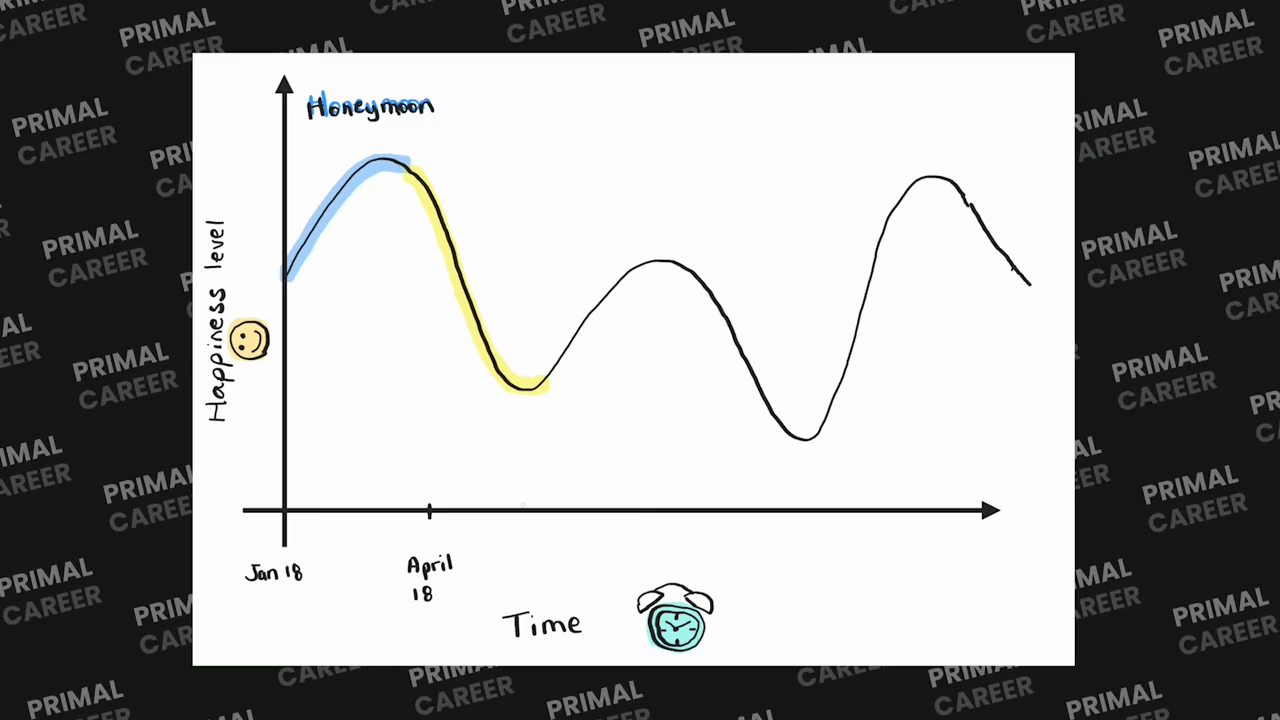 Honeymoon
Happiness level
Jan 18
April
18
Time
PRIMAL
CAREER